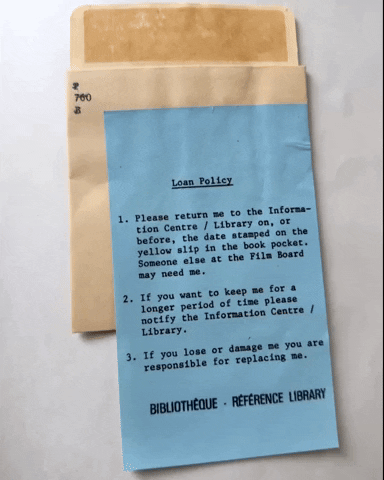 P
760
B
Loan Policy
1. Please return me to the Informa-
tion Centre / Library on, or
before, the date stamped on the
yellow slip in the book pocket.
Someone else at the Film Board
may need me.
2. If you want to keep me for a
longer period of time please
notify the Information Centre /
Library.
3. If you lose or damage me you are
responsible for replacing me.
BIBLIOTHÉQUE - RÉFÉRENCE LIBRARY